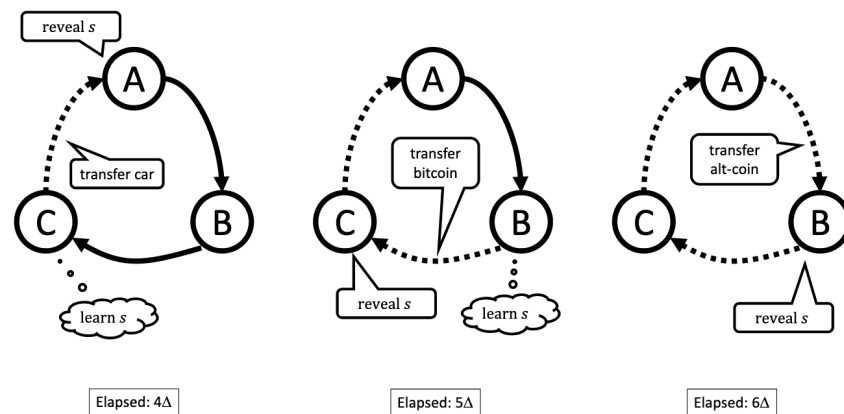 reveal s
A
transfer car
C
B
learn s
Elapsed: 4Δ
A
transfer
bitcoin
C
B
reveal s
learn s
Elapsed: 5Δ
A
transfer
alt-coin
C
B
reveal s
Elapsed: 6Δ